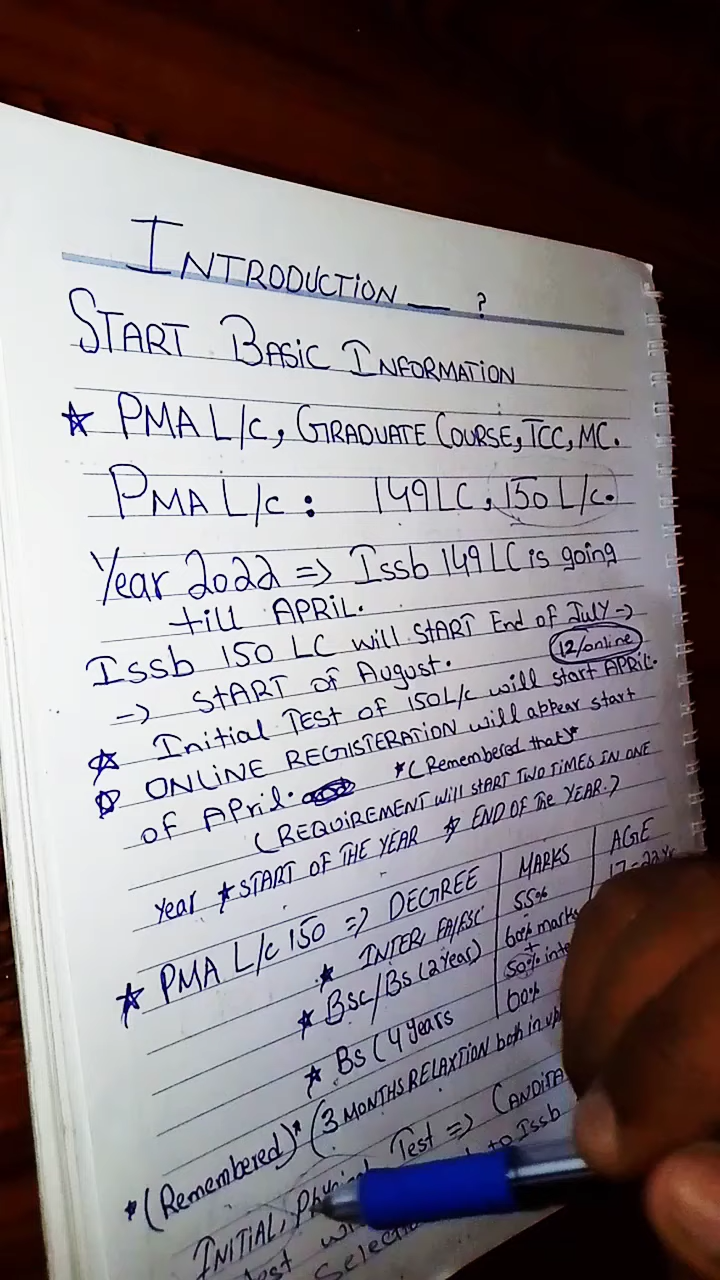 INTRODUCTION — ?
START BASIC INFORMATION
☆ PMA L/C, GRADUATE COURSE, TCC, MC.
PMA L/C : 149 LC, 150 L/C.
Year 2022 => Issb 149 LC is going
till APRIL.
Issb 150 LC will START End of July ->
-> START of August. 12/online
☆ Initial TEST of 150 L/c will start APRIL.
ONLINE REGISTERATION will appear start
of APril. *(Remembered that)*
(REQUIREMENT will START TWO TIMES IN ONE
year ★ START OF THE YEAR ☆ END OF THE YEAR.)
☆ PMA L/c 150 => DEGREE MARKS AGE
★ INTER: FA/FSC 55%
★ BSC/BS (2 Year) 60% marks + 50%
★ BS (4 years 60%
*(Remembered)* (3 MONTHS RELAXTION both in
INITIAL, Test =>
to Issb